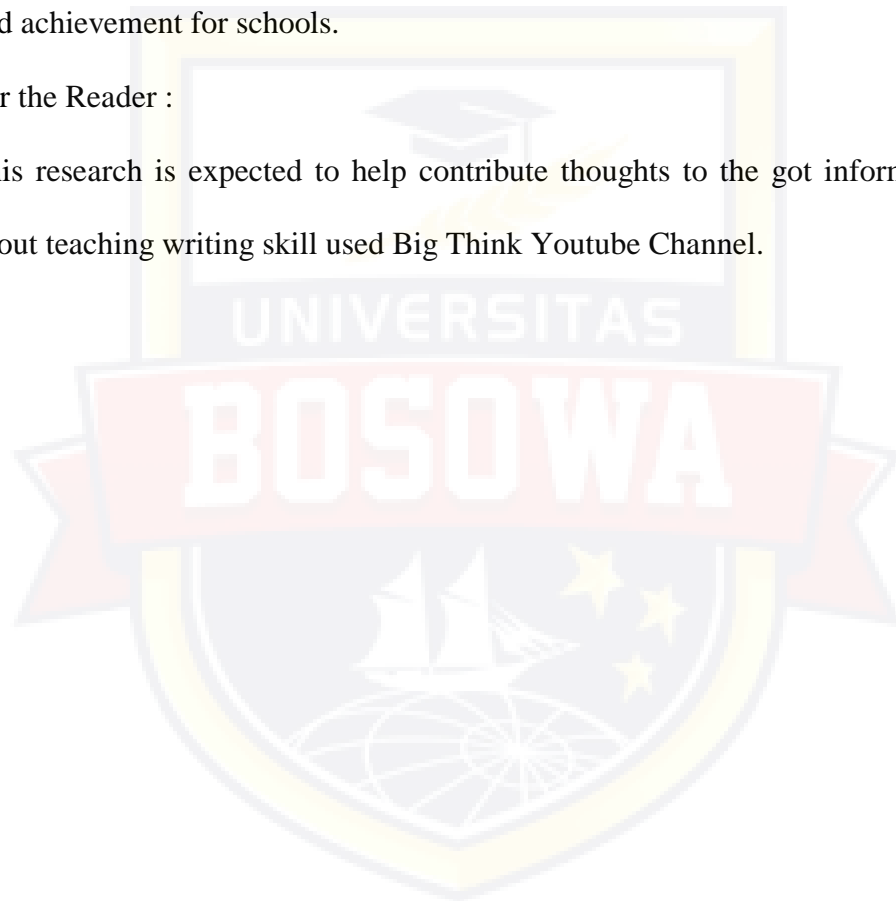 d achievement for schools.
r the Reader :
is research is expected to help contribute thoughts to the got inform
out teaching writing skill used Big Think Youtube Channel.
UNIVERSITAS
BOSOWA